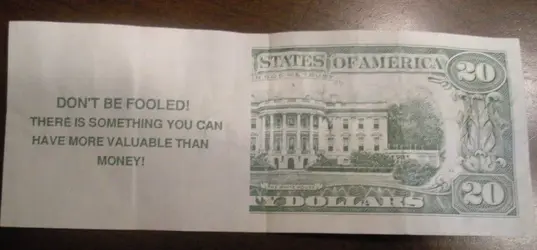 DON'T BE FOOLED!
THERE IS SOMETHING YOU CAN
HAVE MORE VALUABLE THAN
MONEY!
STATES OF AMERICA
20
TY DOLLARS
20